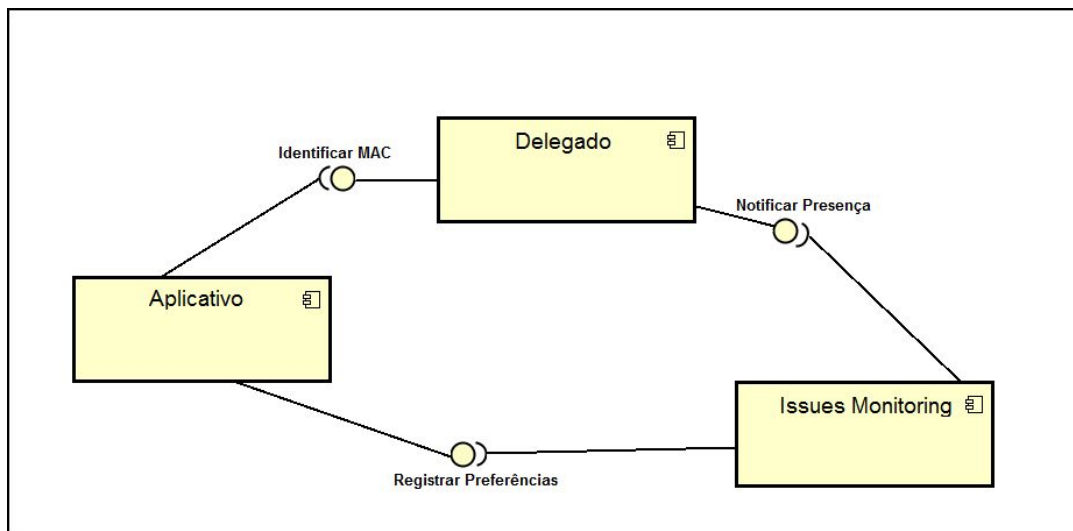 Delegado
Identificar MAC
Notificar Presença
Aplicativo
Issues Monitoring
Registrar Preferências